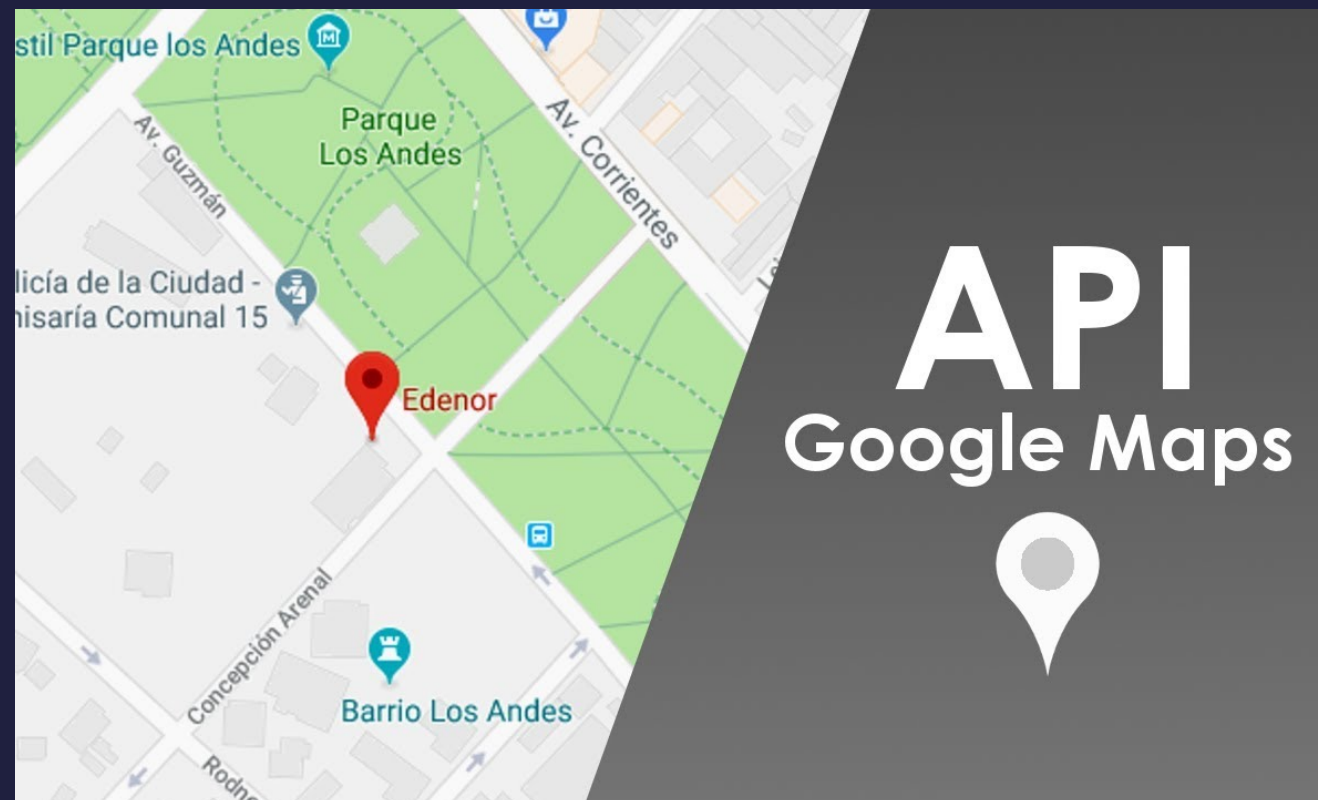 stil Parque los Andes
Parque
Los Andes
Av. Guzmán
Av. Corrientes
licía de la Ciudad -
nisaría Comunal 15
Edenor
Concepción Arenal
Barrio Los Andes
API
Google Maps